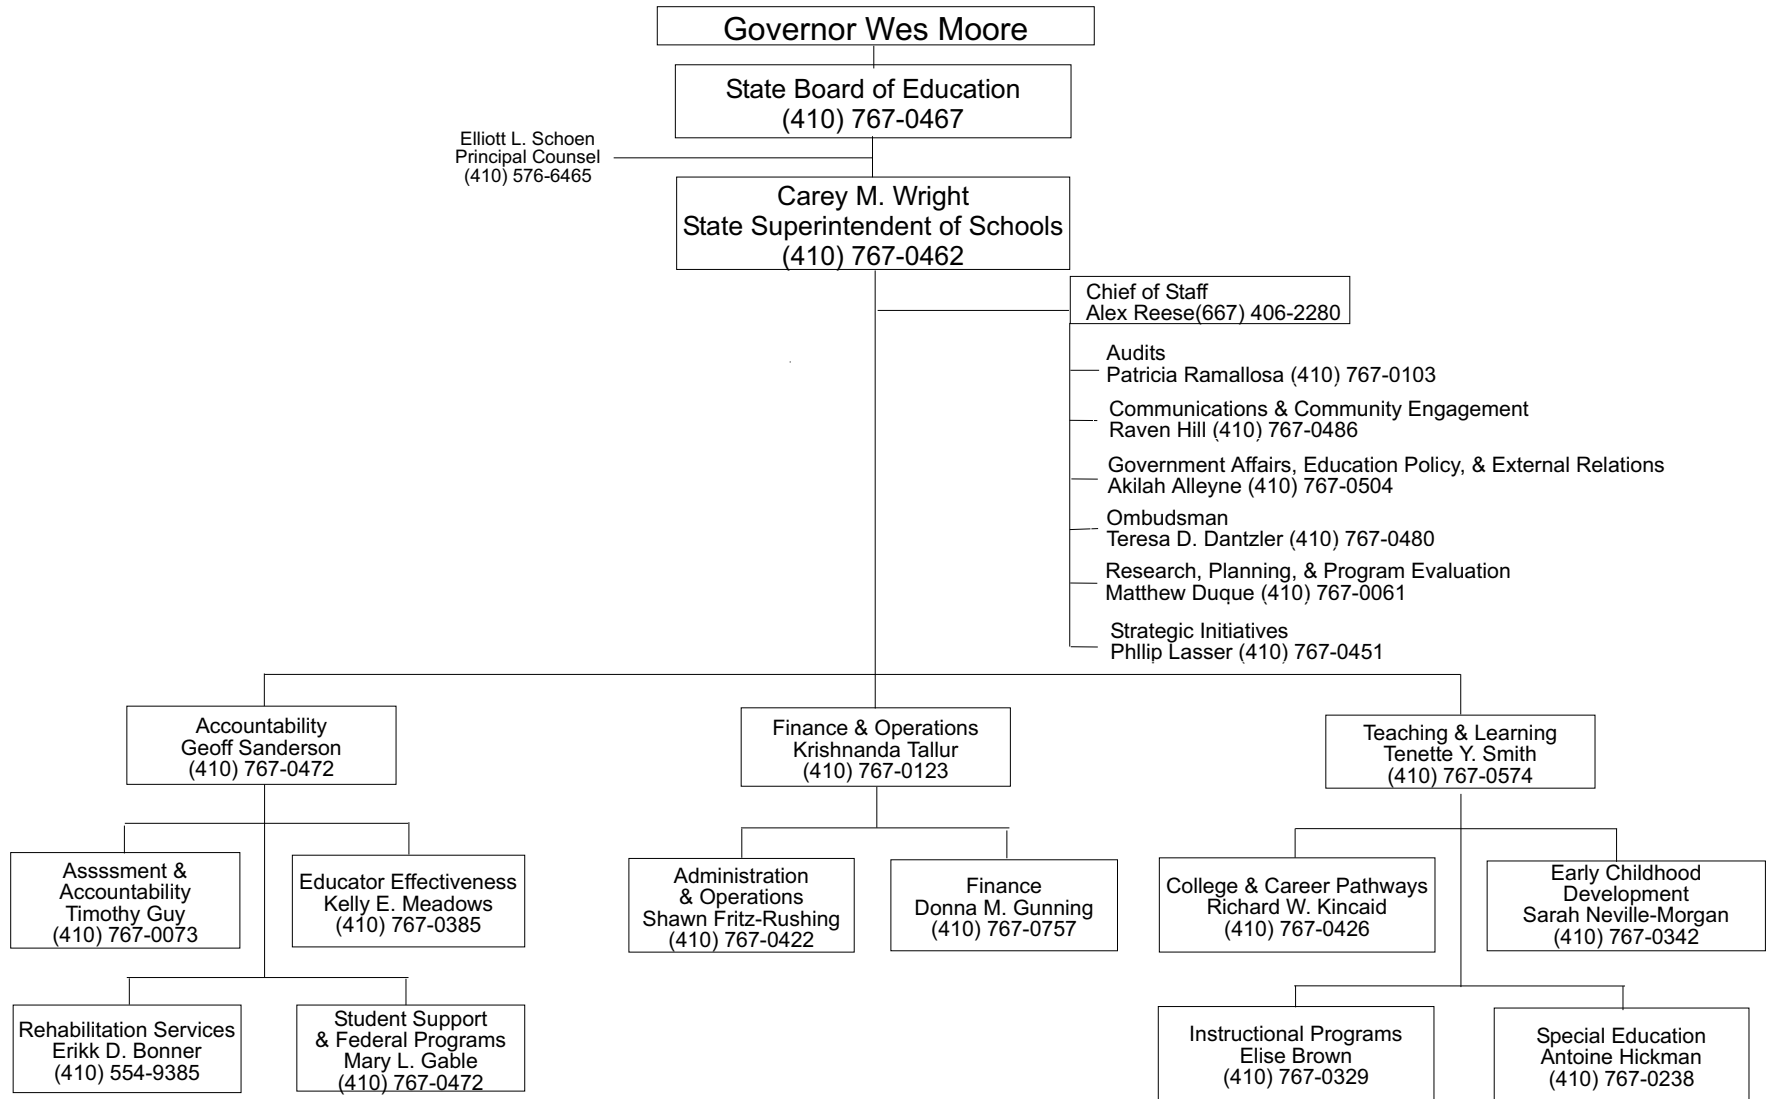 Governor Wes Moore
State Board of Education
(410) 767-0467
Elliott L. Schoen
Principal Counsel
(410) 576-6465
Carey M. Wright
State Superintendent of Schools
(410) 767-0462
Chief of Staff
Alex Reese(667) 406-2280
Audits
Patricia Ramallosa (410) 767-0103
Communications & Community Engagement
Raven Hill (410) 767-0486
Government Affairs, Education Policy, & External Relations
Akilah Alleyne (410) 767-0504
Ombudsman
Teresa D. Dantzler (410) 767-0480
Research, Planning, & Program Evaluation
Matthew Duque (410) 767-0061
Strategic Initiatives
Phllip Lasser (410) 767-0451
Accountability
Geoff Sanderson
(410) 767-0472
Finance & Operations
Krishnanda Tallur
(410) 767-0123
Teaching & Learning
Tenette Y. Smith
(410) 767-0574
Asssment &
Accountability
Timothy Guy
(410) 767-0073
Educator Effectiveness
Kelly E. Meadows
(410) 767-0385
Administration
& Operations
Shawn Fritz-Rushing
(410) 767-0422
Finance
Donna M. Gunning
(410) 767-0757
College & Career Pathways
Richard W. Kincaid
(410) 767-0426
Early Childhood
Development
Sarah Neville-Morgan
(410) 767-0342
Rehabilitation Services
Erikk D. Bonner
(410) 554-9385
Student Support
& Federal Programs
Mary L. Gable
(410) 767-0472
Instructional Programs
Elise Brown
(410) 767-0329
Special Education
Antoine Hickman
(410) 767-0238